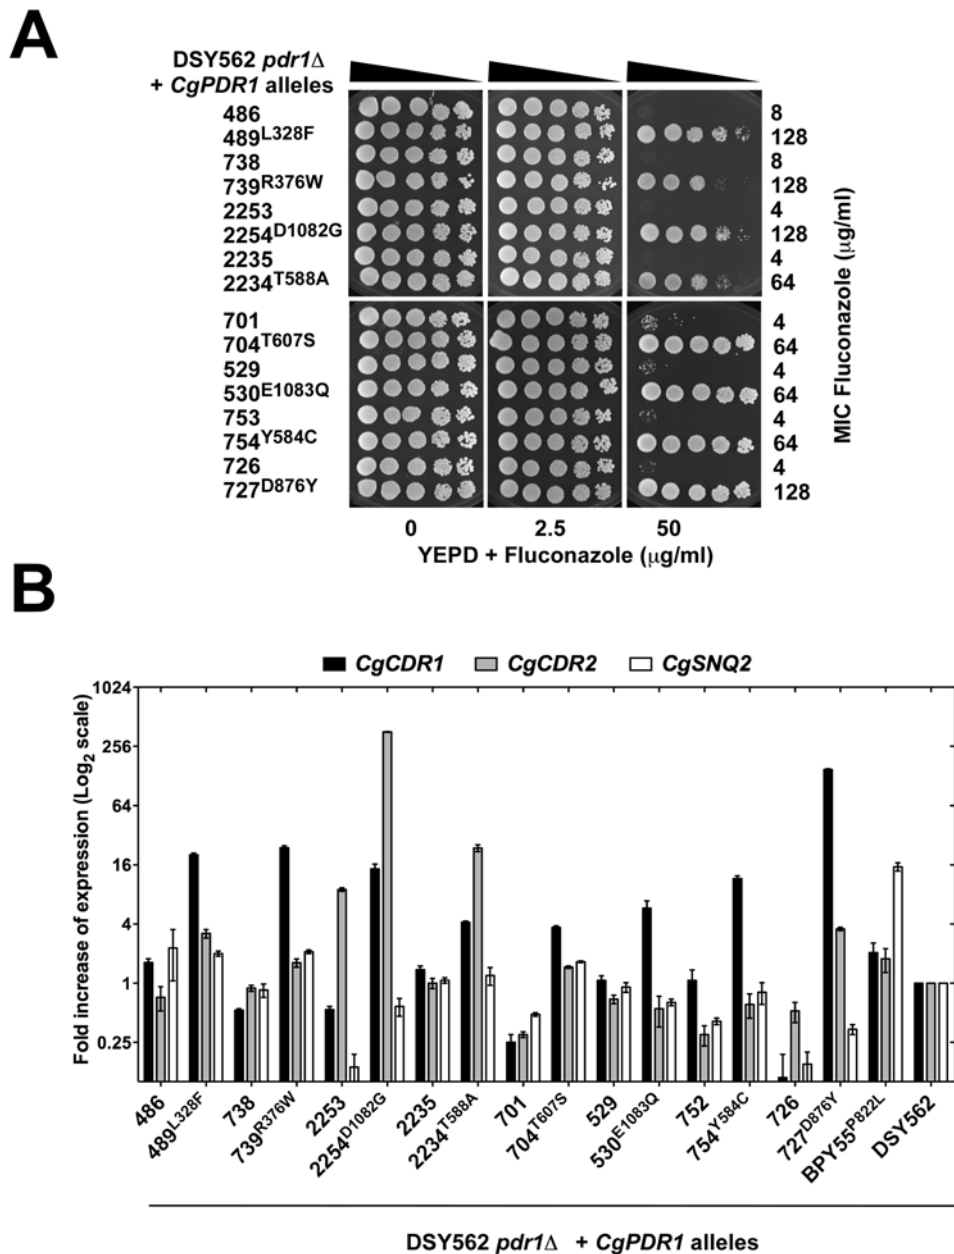 A
DSY562 pdr1Δ
+ CgPDR1 alleles
486 8
489L328F 128
738 8
739R376W 128
2253 4
2254D1082G 128
2235 4
2234T588A 64
701 4
704T607S 64
529 4
530E1083Q 64
753 4
754Y584C 64
726 4
727D876Y 128
MIC Fluconazole (µg/ml)
0 2.5 50
YEPD + Fluconazole (µg/ml)
B
CgCDR1 CgCDR2 CgSNQ2
Fold increase of expression (Log2 scale)
1024
256
64
16
4
1
0.25
486 489L328F 738 739R376W 2253 2254D1082G 2235 2234T588A 701 704T607S 529 530E1083Q 752 754Y584C 726 727D876Y BPY55P822L DSY562
DSY562 pdr1Δ + CgPDR1 alleles